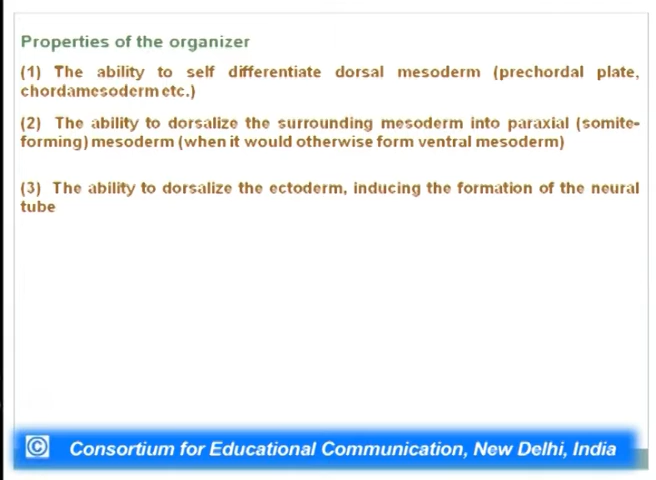 Properties of the organizer
(1) The ability to self differentiate dorsal mesoderm (prechordal plate,
chordamesoderm etc.)
(2) The ability to dorsalize the surrounding mesoderm into paraxial (somite-
forming) mesoderm (when it would otherwise form ventral mesoderm)
(3) The ability to dorsalize the ectoderm, inducing the formation of the neural
tube
© Consortium for Educational Communication, New Delhi, India